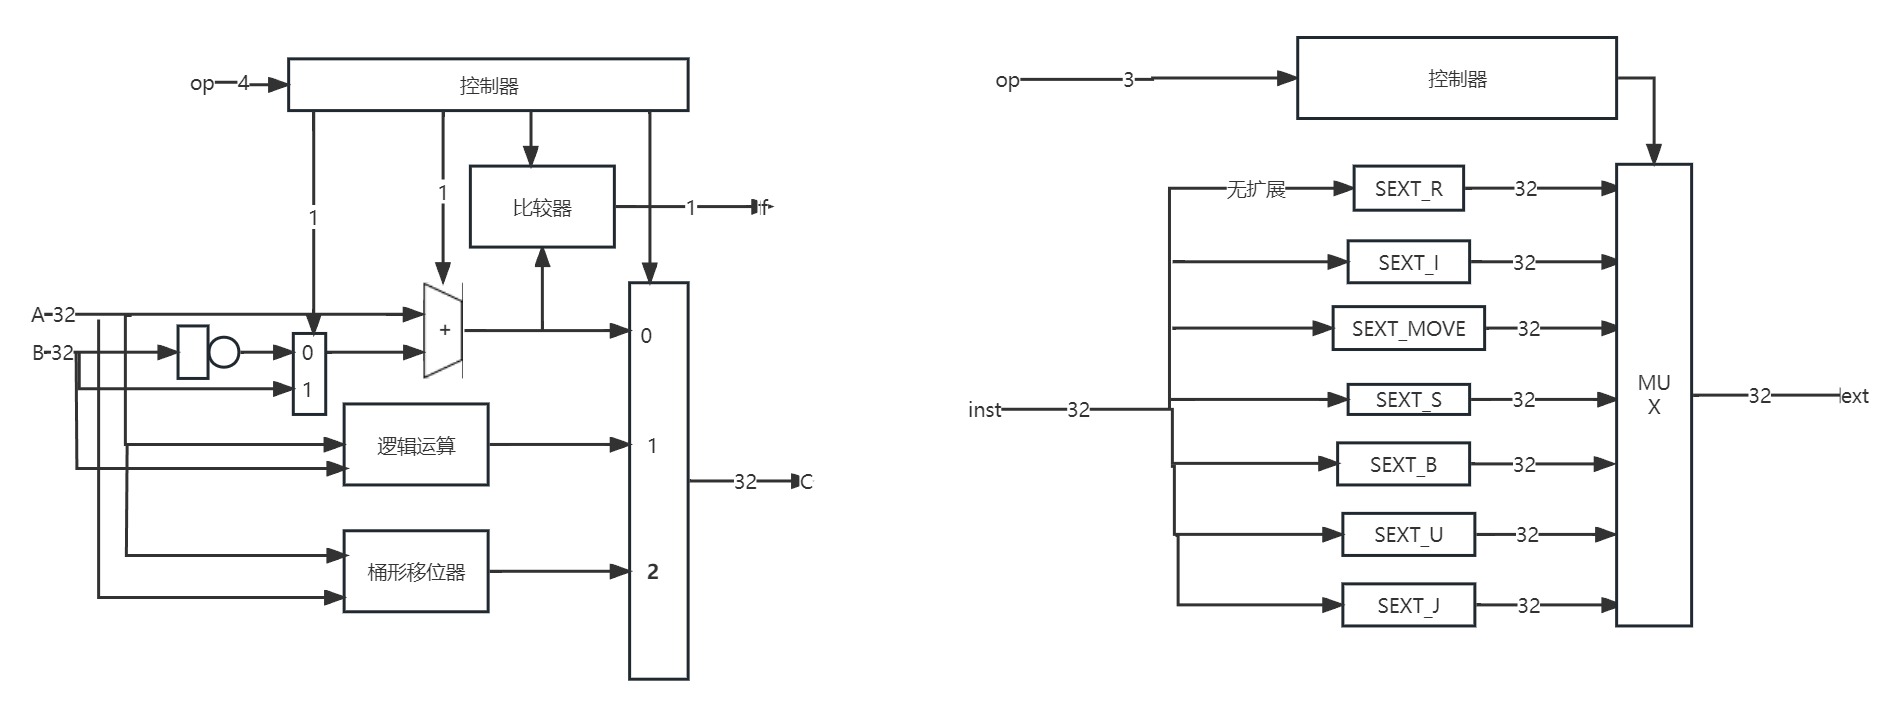 op 4
控制器
1
1
比较器
1 f
A 32
B 32
0
1
+
0
逻辑运算
1
32 C
桶形移位器
2
op 3
控制器
无扩展
SEXT_R
32
SEXT_I
32
SEXT_MOVE
32
SEXT_S
32
MU
X
inst 32
32 ext
SEXT_B
32
SEXT_U
32
SEXT_J
32